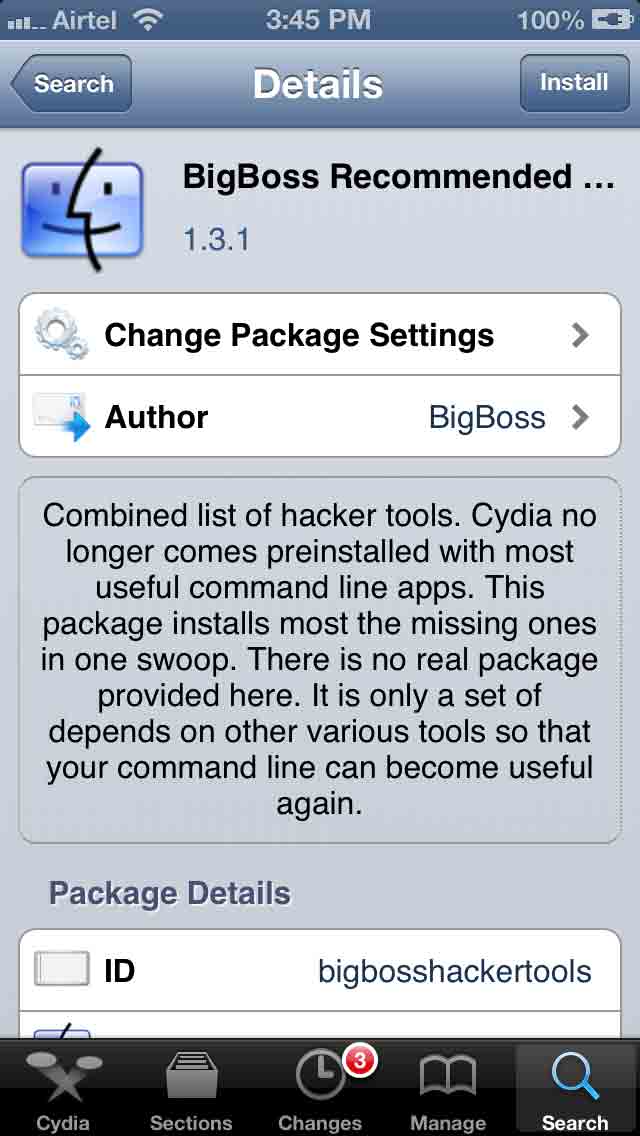 Airtel 3:45 PM 100%
Search Details Install
BigBoss Recommended ...
1.3.1
Change Package Settings
Author BigBoss
Combined list of hacker tools. Cydia no
longer comes preinstalled with most
useful command line apps. This
package installs most the missing ones
in one swoop. There is no real package
provided here. It is only a set of
depends on other various tools so that
your command line can become useful
again.
Package Details
ID bigbosshackertools
3
Cydia Sections Changes Manage Search